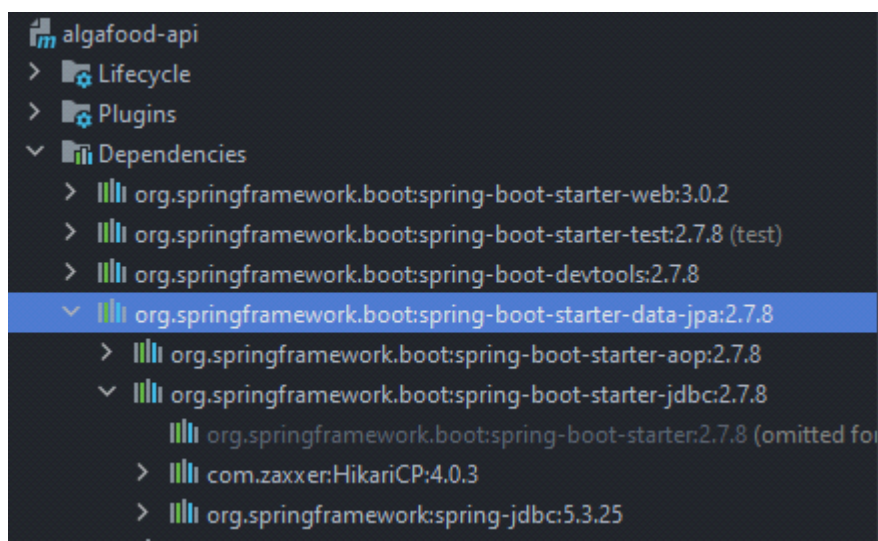 algafood-api
Lifecycle
Plugins
Dependencies
org.springframework.boot:spring-boot-starter-web:3.0.2
org.springframework.boot:spring-boot-starter-test:2.7.8 (test)
org.springframework.boot:spring-boot-devtools:2.7.8
org.springframework.boot:spring-boot-starter-data-jpa:2.7.8
org.springframework.boot:spring-boot-starter-aop:2.7.8
org.springframework.boot:spring-boot-starter-jdbc:2.7.8
org.springframework.boot:spring-boot-starter:2.7.8 (omitted for
com.zaxxer:HikariCP:4.0.3
org.springframework:spring-jdbc:5.3.25